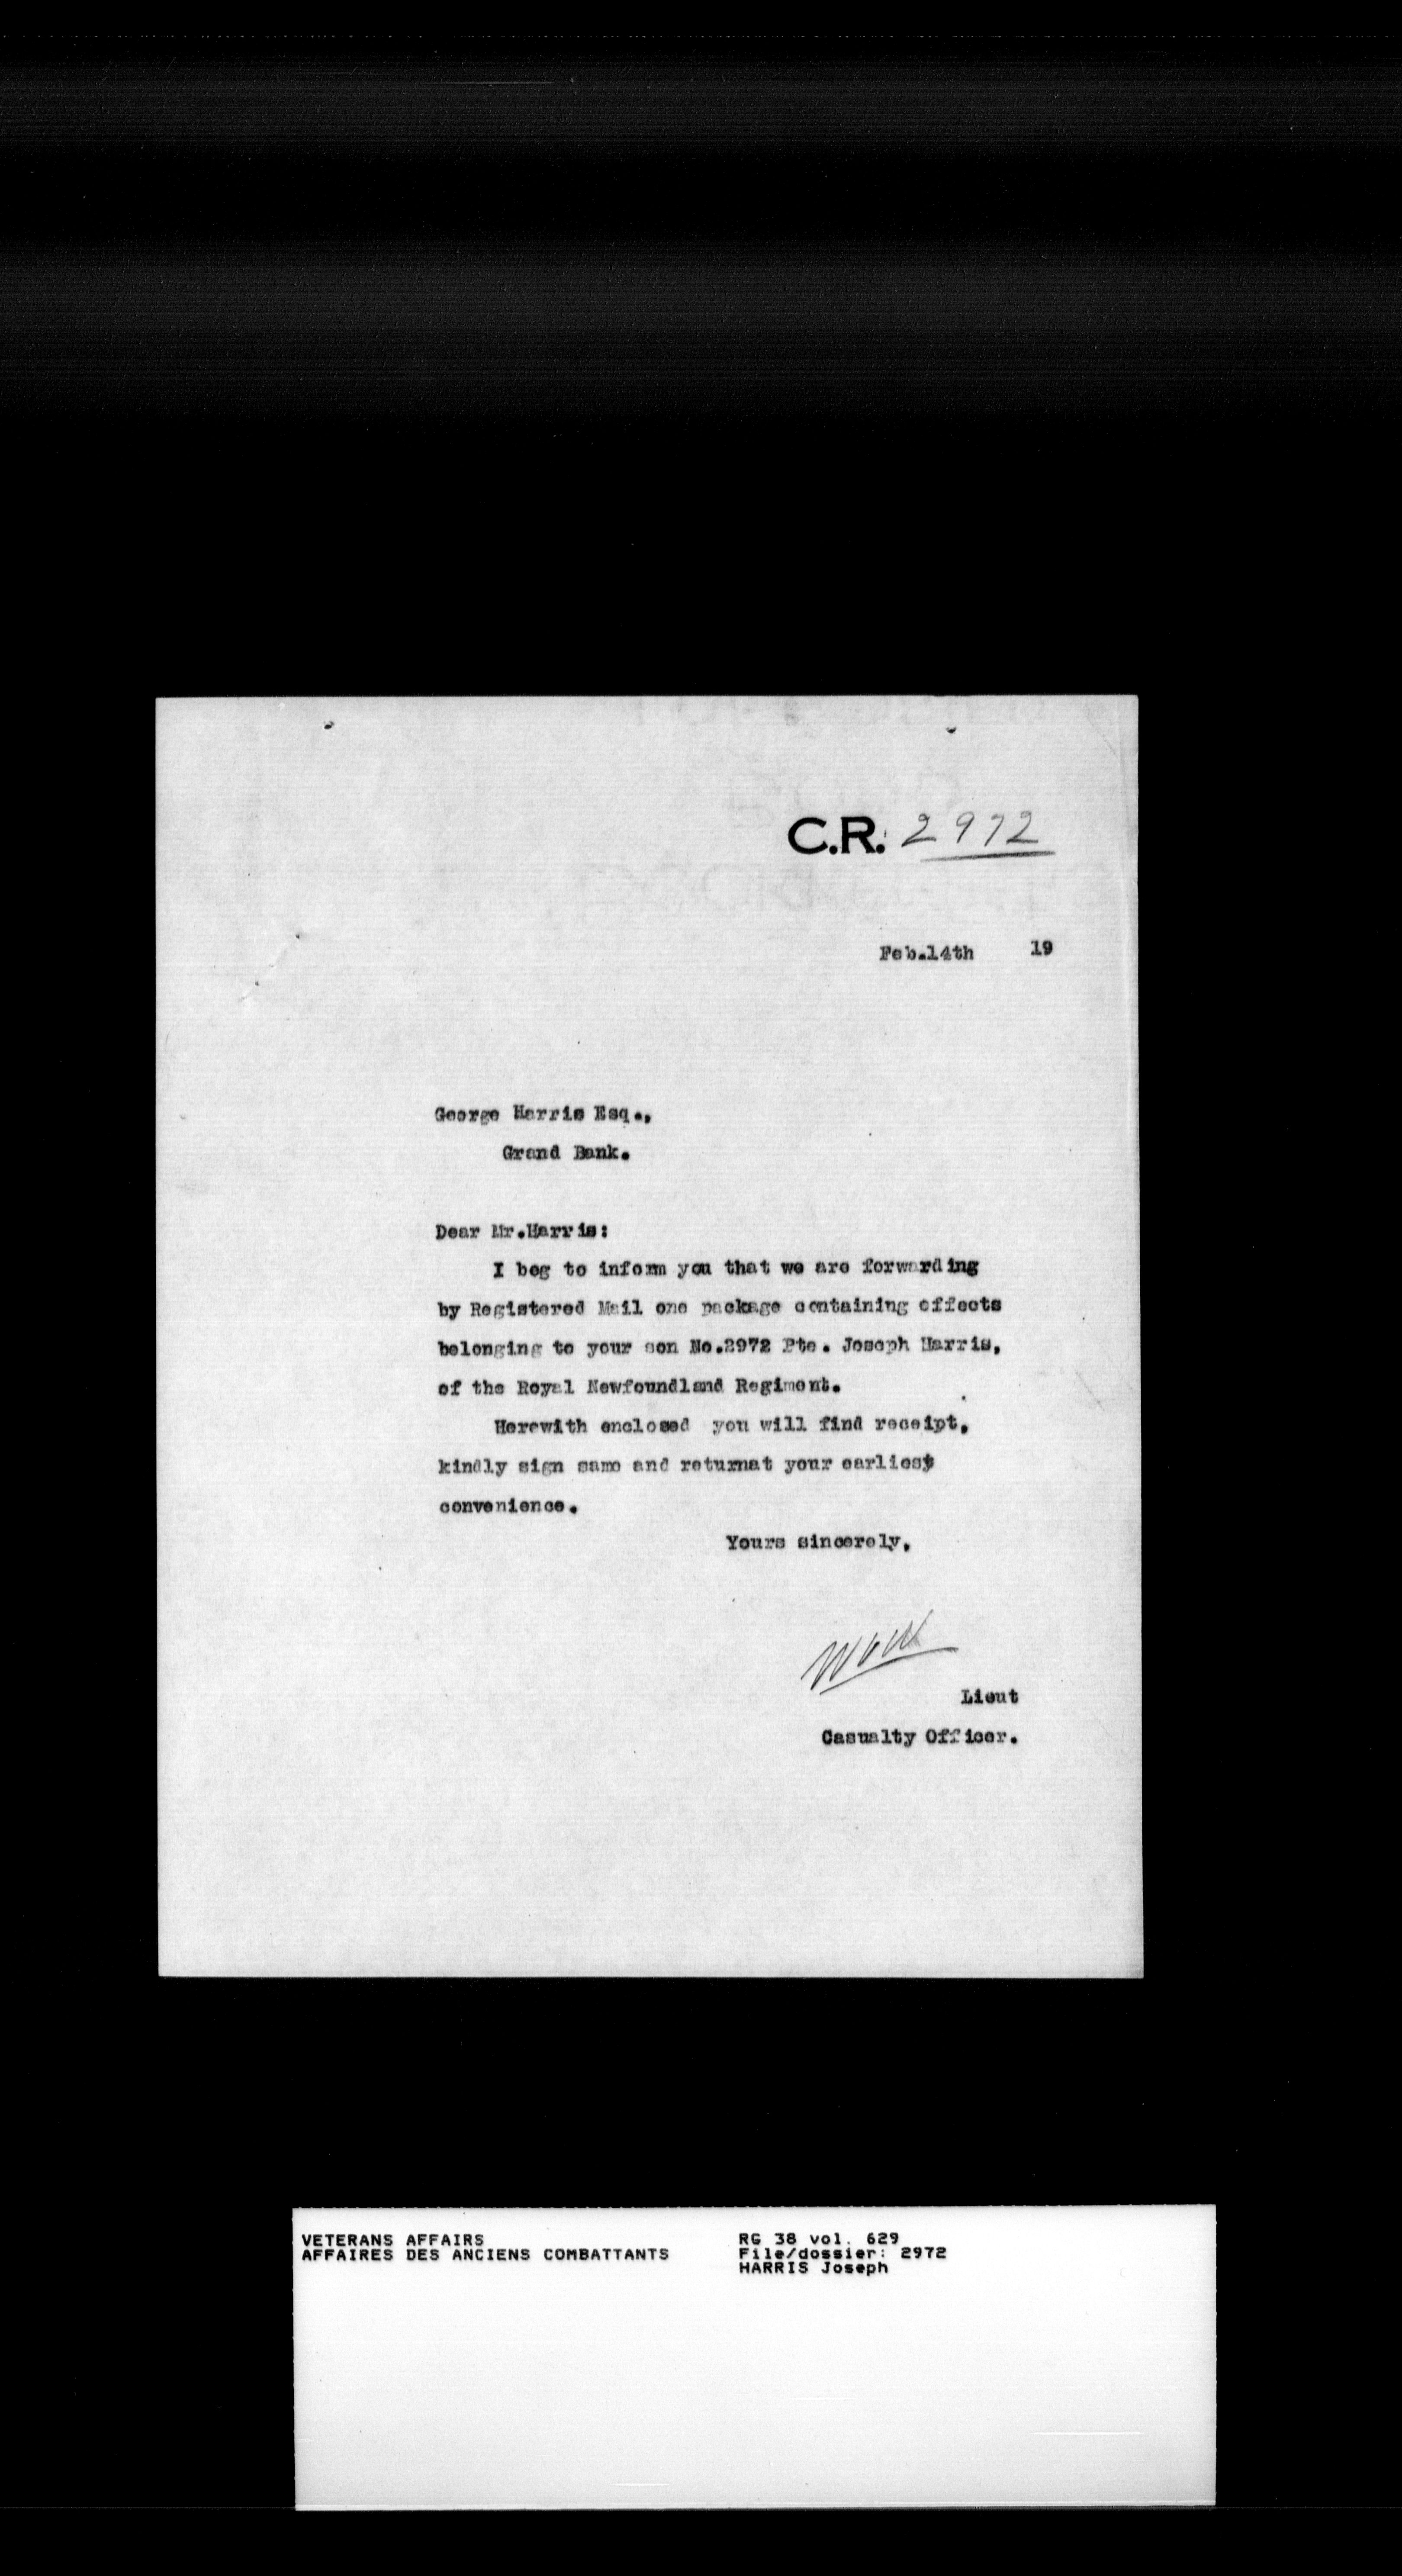 C.R. 2972
Feb.14th 19
George Harris Esq.,
Grand Bank.
Dear Mr.Harris:
I beg to inform you that we are forwarding
by Registered Mail one package containing effects
belonging to your son No.2972 Pte. Joseph Harris,
of the Royal Newfoundland Regiment.
Herewith enclosed you will find receipt,
kindly sign same and returnat your earliest
convenience.
Yours sincerely,
Lieut
Casualty Officer.
VETERANS AFFAIRS
AFFAIRES DES ANCIENS COMBATTANTS
RG 38 vol. 629
File/dossier: 2972
HARRIS Joseph